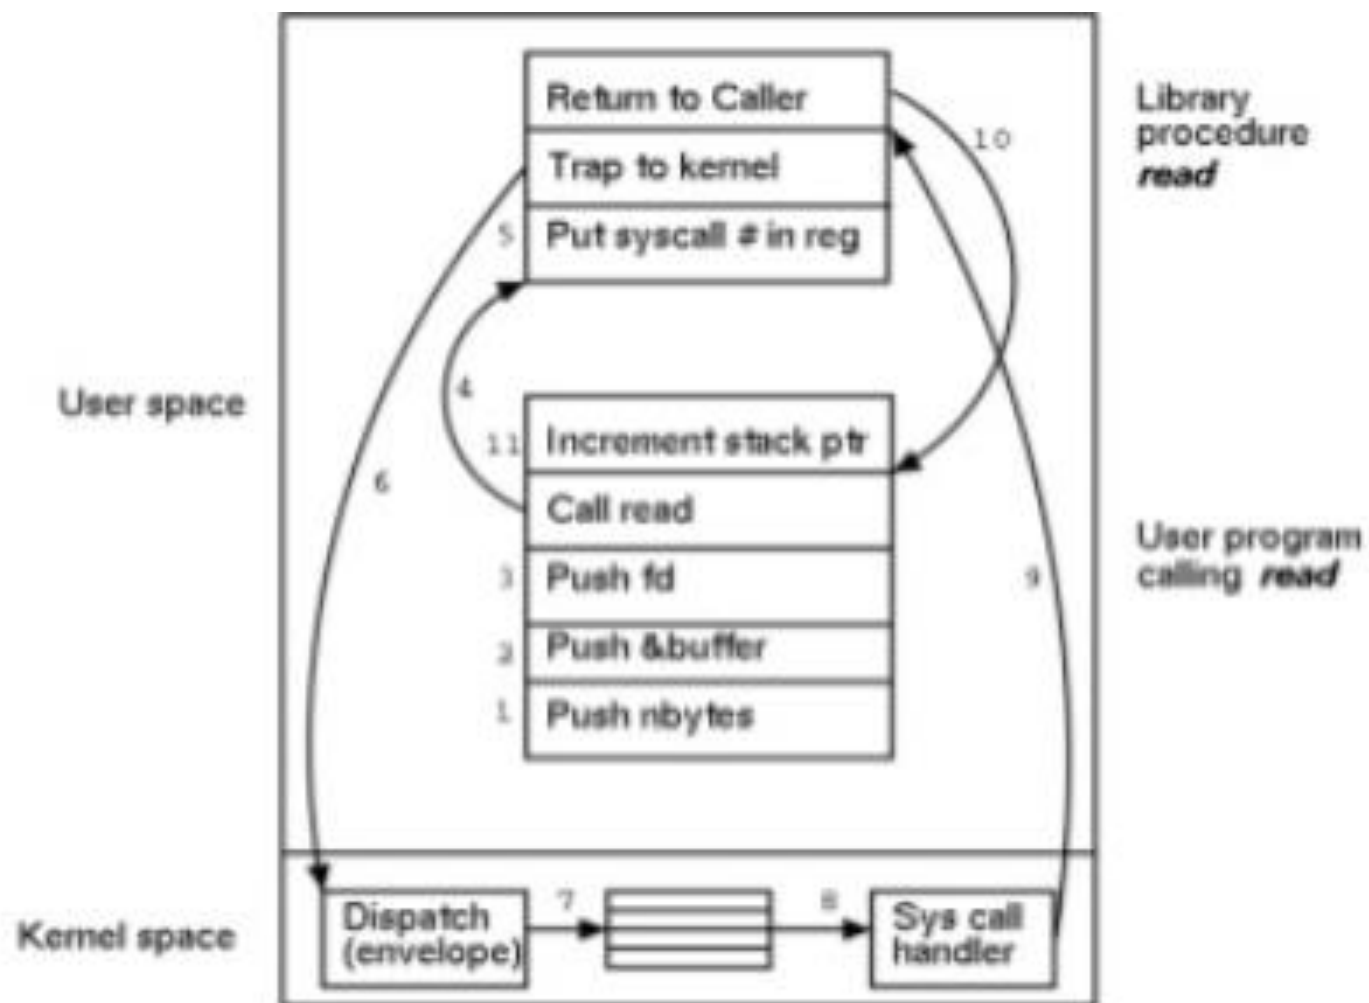 Return to Caller
10
Library
procedure
read
Trap to kernel
5
Put syscall # in reg
User space
4
11
Increment stack ptr
6
Call read
User program
calling read
3
Push fd
9
2
Push &buffer
1
Push nbytes
7
8
Kernel space
Dispatch
(envelope)
Sys call
handler